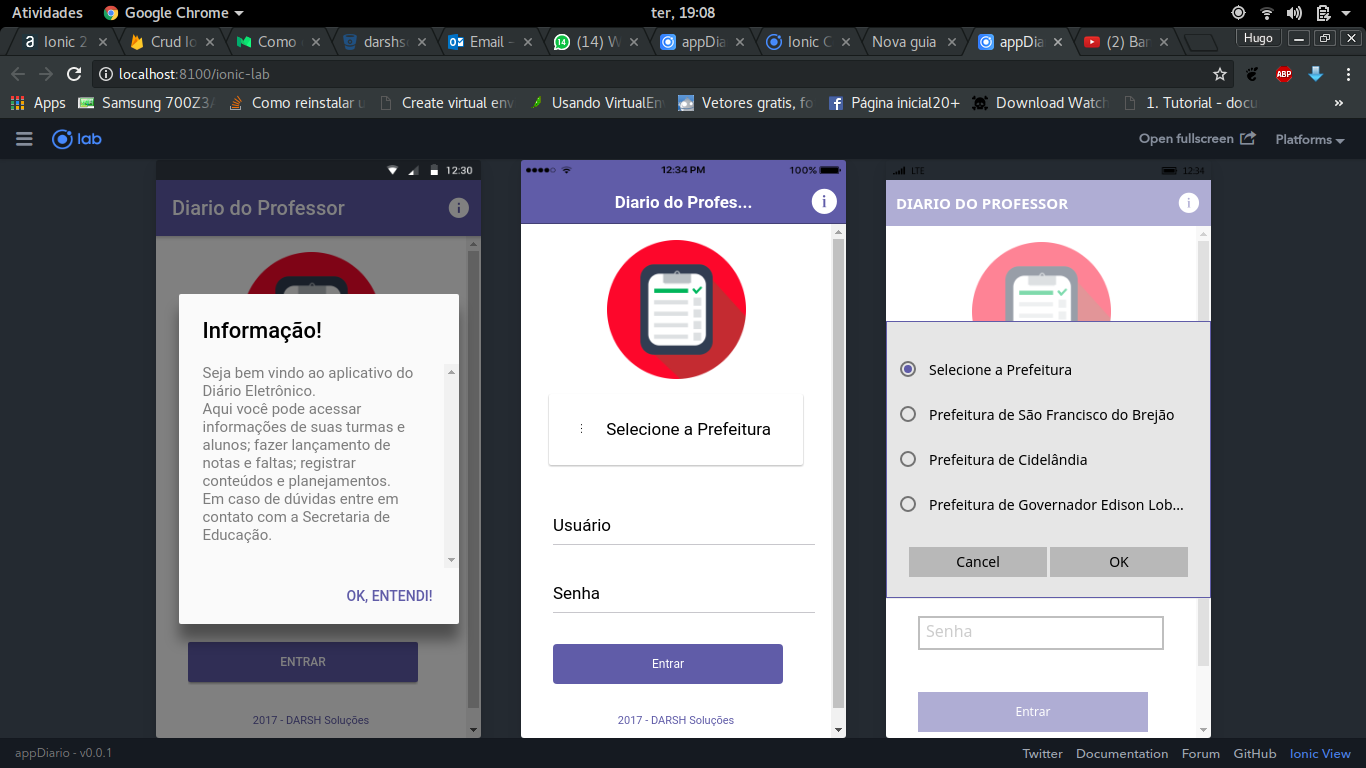 Atividades
Google Chrome
ter, 19:08
Ionic 2
Crud Io
Como
darshs
Email –
(14) W
appDia
Ionic C
Nova guia
appDia
(2) Bar
Hugo
localhost:8100/ionic-lab
ABP
Apps
Samsung 700Z3A
Como reinstalar u
Create virtual env
Usando VirtualEm
Vetores gratis, fo
Página inicial20+
Download Watch
1. Tutorial - docu
»
lab
Open fullscreen
Platforms
12:30
Diario do Professor
Informação!
Seja bem vindo ao aplicativo do
Diário Eletrônico.
Aqui você pode acessar
informações de suas turmas e
alunos; fazer lançamento de
notas e faltas; registrar
conteúdos e planejamentos.
Em caso de dúvidas entre em
contato com a Secretaria de
Educação.
OK, ENTENDI!
ENTRAR
2017 - DARSH Soluções
12:34 PM
100%
Diario do Profes...
Selecione a Prefeitura
Usuário
Senha
Entrar
2017 - DARSH Soluções
LTE
12:34
DIARIO DO PROFESSOR
Selecione a Prefeitura
Prefeitura de São Francisco do Brejão
Prefeitura de Cidelândia
Prefeitura de Governador Edison Lob...
Cancel
OK
Senha
Entrar
appDiario - v0.0.1
Twitter
Documentation
Forum
GitHub
Ionic View